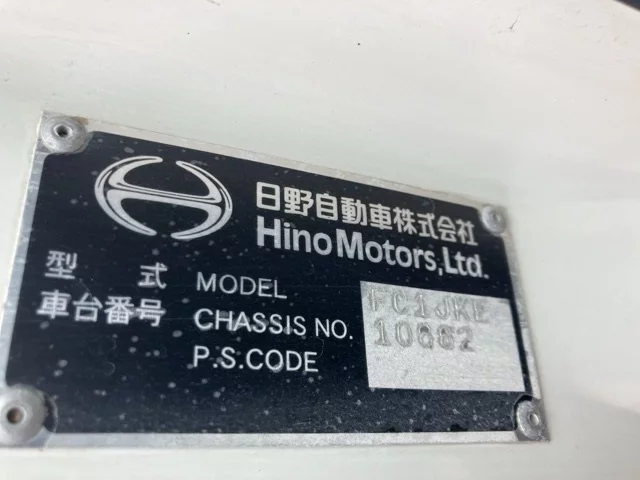 日野自動車株式会社
Hino Motors, Ltd.
型式 MODEL FC1JKE
車台番号 CHASSIS NO. 10662
P.S.CODE